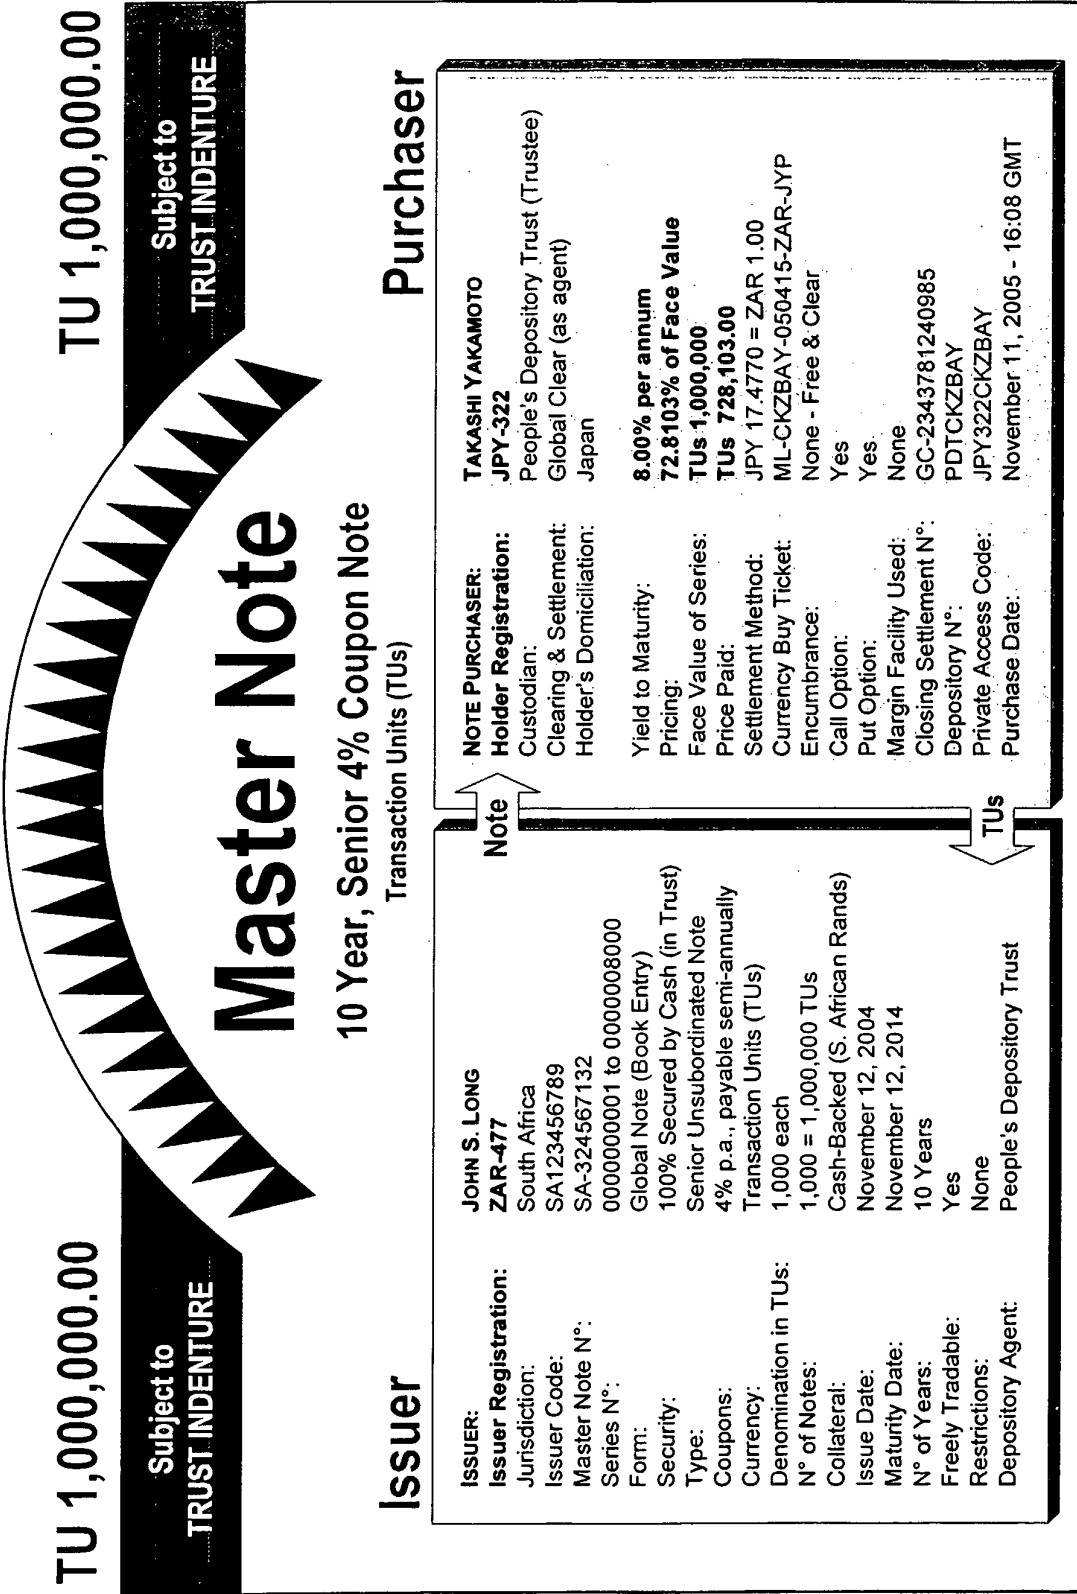 TU 1,000,000.00
TU 1,000,000.00
Subject to
TRUST INDENTURE
Subject to
TRUST INDENTURE
Master Note
10 Year, Senior 4% Coupon Note
Transaction Units (TUs)
Issuer
ISSUER: JOHN S. LONG
Issuer Registration: ZAR-477
Jurisdiction: South Africa
Issuer Code: SA123456789
Master Note N°: SA-324567132
Series N°: 0000000001 to 0000008000
Form: Global Note (Book Entry)
Security: 100% Secured by Cash (in Trust)
Type: Senior Unsubordinated Note
Coupons: 4% p.a., payable semi-annually
Currency: Transaction Units (TUs)
Denomination in TUs: 1,000 each
N° of Notes: 1,000 = 1,000,000 TUs
Collateral: Cash-Backed (S. African Rands)
Issue Date: November 12, 2004
Maturity Date: November 12, 2014
N° of Years: 10 Years
Freely Tradable: Yes
Restrictions: None
Depository Agent: People's Depository Trust
Note
TUs
Purchaser
NOTE PURCHASER: TAKASHI YAKAMOTO
Holder Registration: JPY-322
Custodian: People's Depository Trust (Trustee)
Clearing & Settlement: Global Clear (as agent)
Holder's Domiciliation: Japan
Yield to Maturity: 8.00% per annum
Pricing: 72.8103% of Face Value
Face Value of Series: TUs 1,000,000
Price Paid: TUs 728,103.00
Settlement Method: JPY 17.4770 = ZAR 1.00
Currency Buy Ticket: ML-CKZBAY-050415-ZAR-JYP
Encumbrance: None - Free & Clear
Call Option: Yes
Put Option: Yes
Margin Facility Used: None
Closing Settlement N°: GC-2343781240985
Depository N°: PDTCKZBAY
Private Access Code: JPY322CKZBAY
Purchase Date: November 11, 2005 - 16:08 GMT